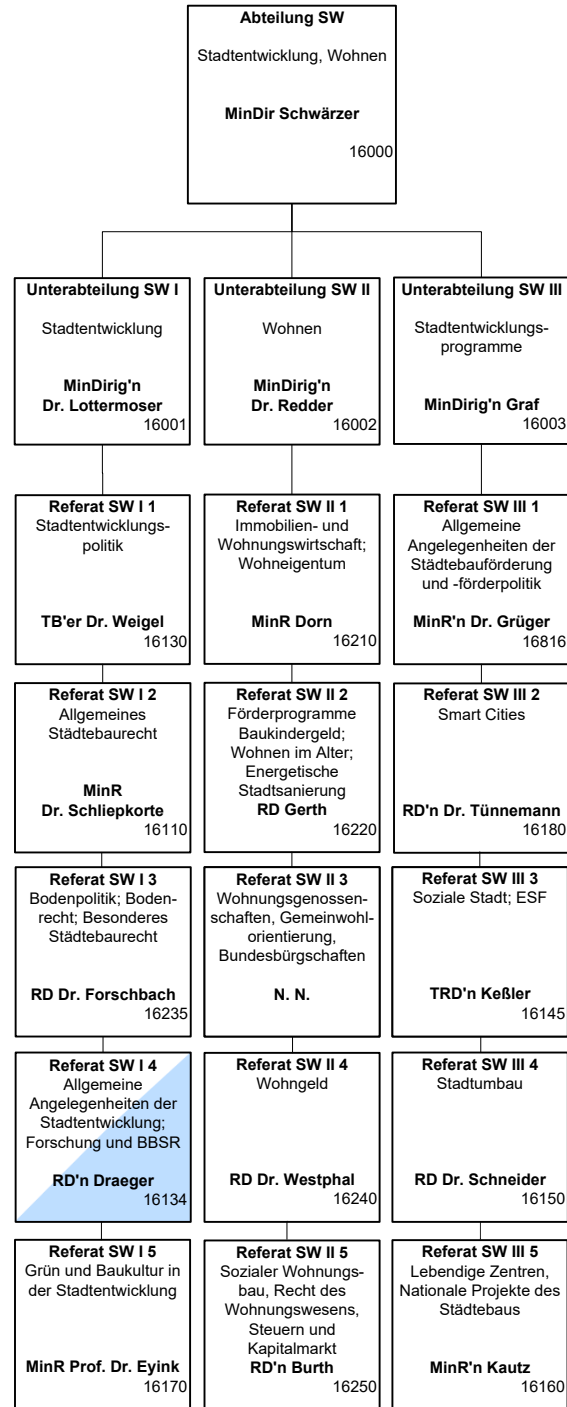 Abteilung SW
Stadtentwicklung, Wohnen
MinDir Schwärzer
16000
Unterabteilung SW I
Stadtentwicklung
MinDirig'n
Dr. Lottermoser
16001
Unterabteilung SW II
Wohnen
MinDirig'n
Dr. Redder
16002
Unterabteilung SW III
Stadtentwicklungs-
programme
MinDirig'n Graf
16003
Referat SW I 1
Stadtentwicklungs-
politik
TB'er Dr. Weigel
16130
Referat SW II 1
Immobilien- und
Wohnungswirtschaft;
Wohneigentum
MinR Dorn
16210
Referat SW III 1
Allgemeine
Angelegenheiten der
Städtebauförderung
und -förderpolitik
MinR'n Dr. Grüger
16816
Referat SW I 2
Allgemeines
Städtebaurecht
MinR
Dr. Schliepkorte
16110
Referat SW II 2
Förderprogramme
Baukindergeld;
Wohnen im Alter;
Energetische
Stadtsanierung
RD Gerth
16220
Referat SW III 2
Smart Cities
RD'n Dr. Tünnemann
16180
Referat SW I 3
Bodenpolitik; Boden-
recht; Besonderes
Städtebaurecht
RD Dr. Forschbach
16235
Referat SW II 3
Wohnungsgenossen-
schaften, Gemeinwohl-
orientierung,
Bundesbürgschaften
N. N.
Referat SW III 3
Soziale Stadt; ESF
TRD'n Keßler
16145
Referat SW I 4
Allgemeine
Angelegenheiten der
Stadtentwicklung;
Forschung und BBSR
RD'n Draeger
16134
Referat SW II 4
Wohngeld
RD Dr. Westphal
16240
Referat SW III 4
Stadtumbau
RD Dr. Schneider
16150
Referat SW I 5
Grün und Baukultur in
der Stadtentwicklung
MinR Prof. Dr. Eyink
16170
Referat SW II 5
Sozialer Wohnungs-
bau, Recht des
Wohnungswesens,
Steuern und
Kapitalmarkt
RD'n Burth
16250
Referat SW III 5
Lebendige Zentren,
Nationale Projekte des
Städtebaus
MinR'n Kautz
16160